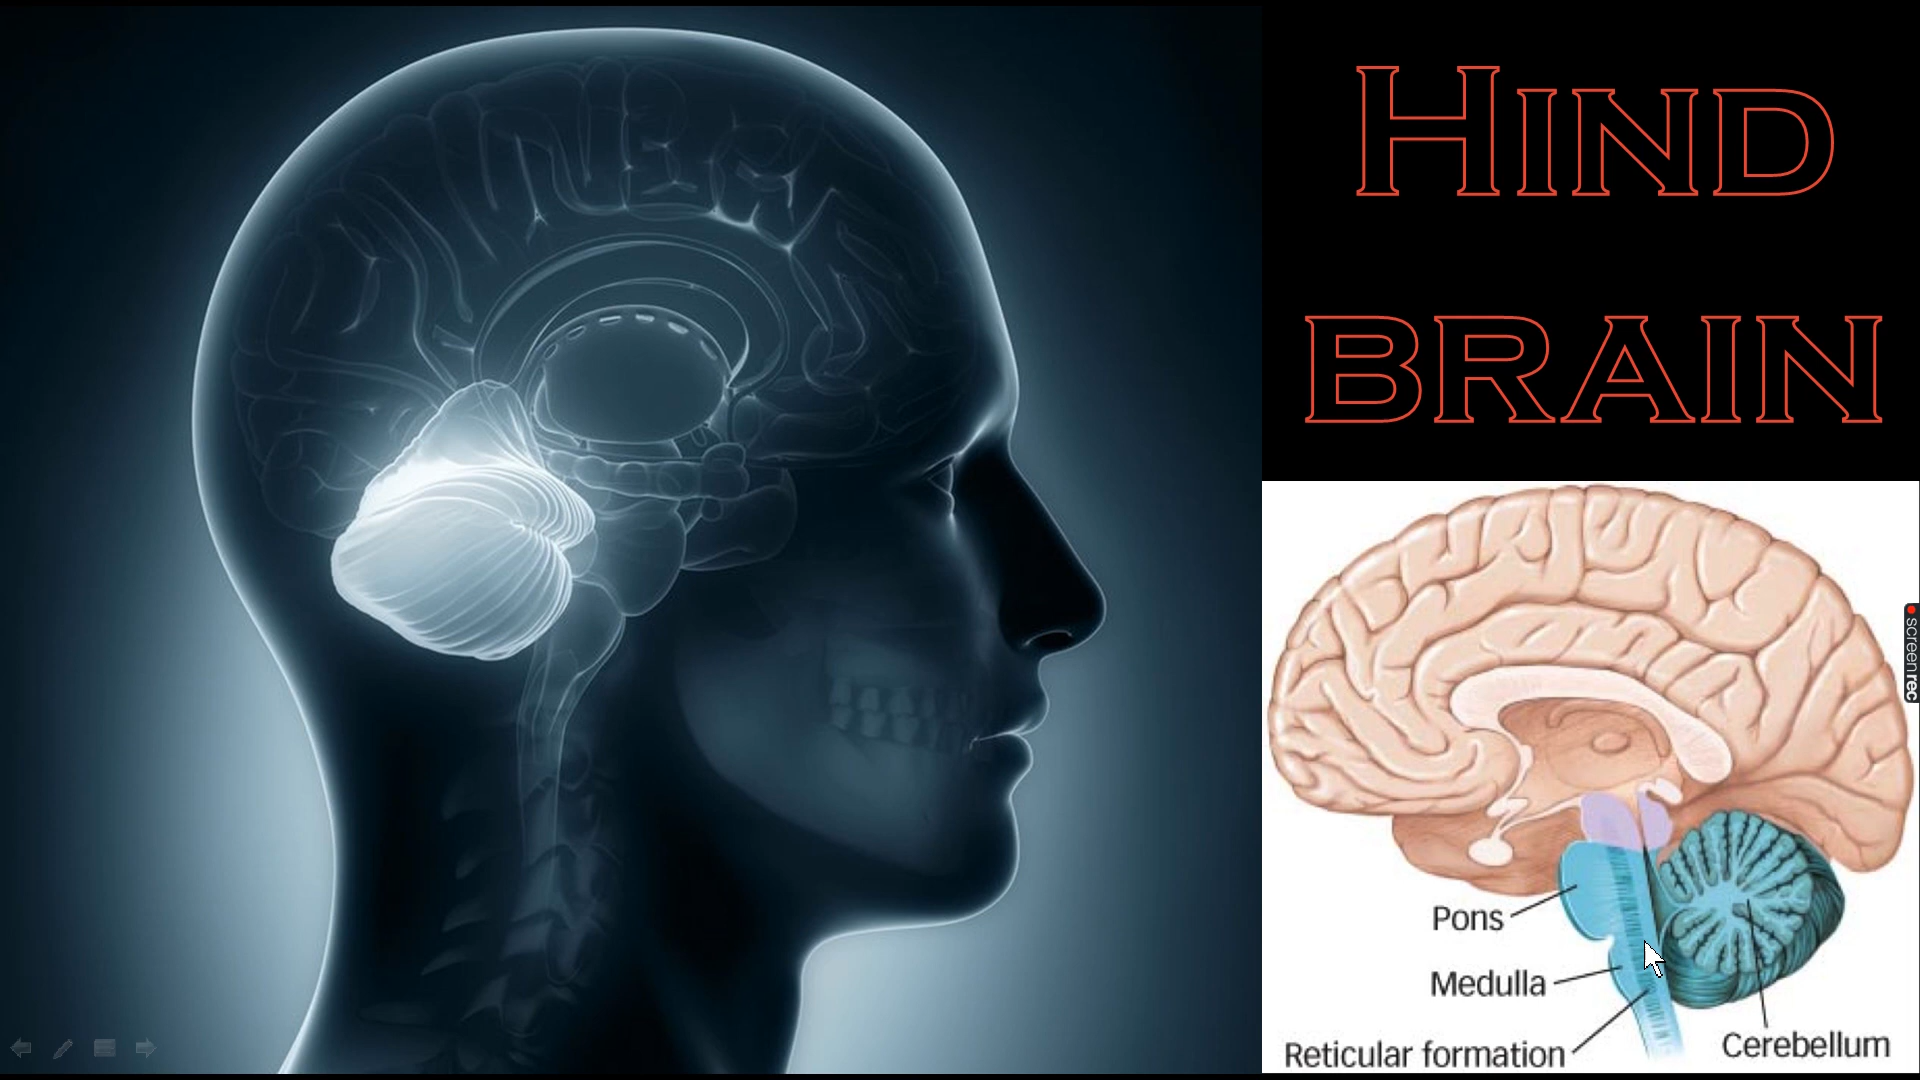 HIND
BRAIN
Pons
Medulla
Reticular formation
Cerebellum
screenrec